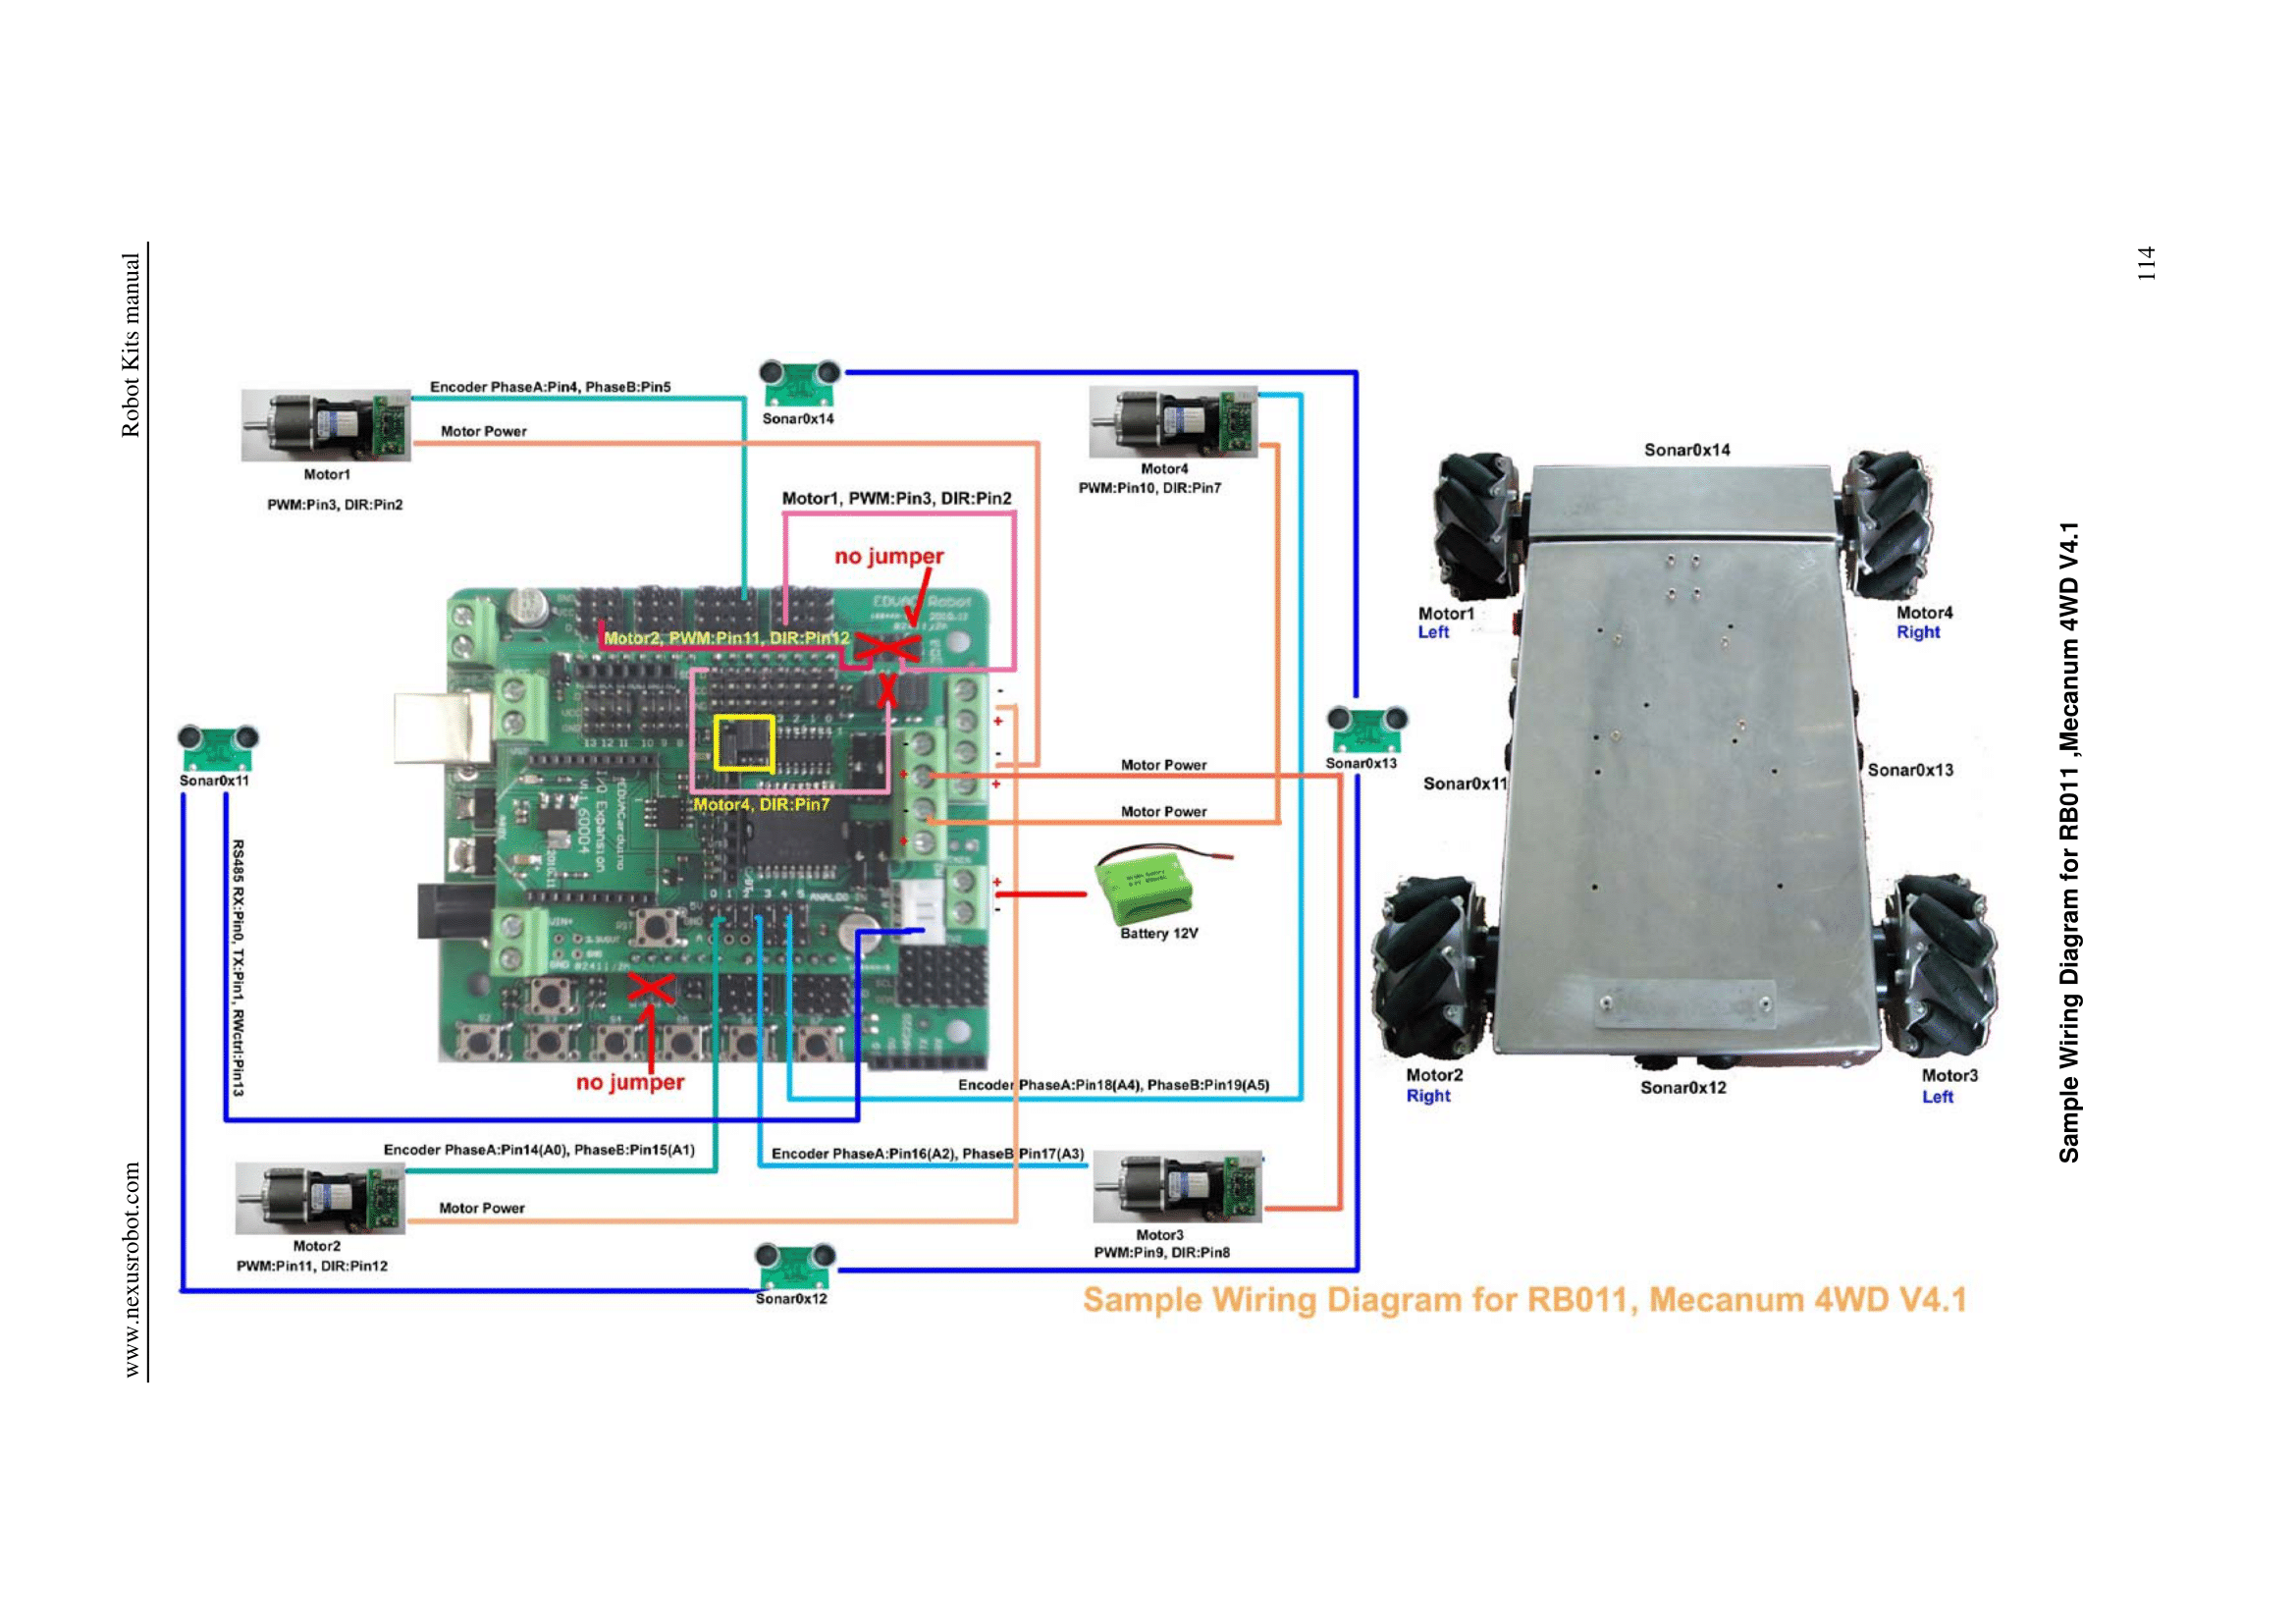 Robot Kits manual
www.nexusrobot.com
114
Sample Wiring Diagram for RB011 ,Mecanum 4WD V4.1
Encoder PhaseA:Pin4, PhaseB:Pin5
Motor Power
Motor1
PWM:Pin3, DIR:Pin2
Sonar0x14
Motor4
PWM:Pin10, DIR:Pin7
Motor1, PWM:Pin3, DIR:Pin2
no jumper
Motor2, PWM:Pin11, DIR:Pin12
Motor4, DIR:Pin7
Sonar0x11
RS485 RX:Pin0, TX:Pin1, RWctrl:Pin13
Sonar0x13
Motor Power
Motor Power
Battery 12V
no jumper
Encoder PhaseA:Pin18(A4), PhaseB:Pin19(A5)
Encoder PhaseA:Pin14(A0), PhaseB:Pin15(A1)
Encoder PhaseA:Pin16(A2), PhaseB:Pin17(A3)
Motor Power
Motor2
PWM:Pin11, DIR:Pin12
Motor3
PWM:Pin9, DIR:Pin8
Sonar0x12
Sonar0x14
Motor1
Left
Motor4
Right
Sonar0x11
Sonar0x13
Motor2
Right
Sonar0x12
Motor3
Left
Sample Wiring Diagram for RB011, Mecanum 4WD V4.1